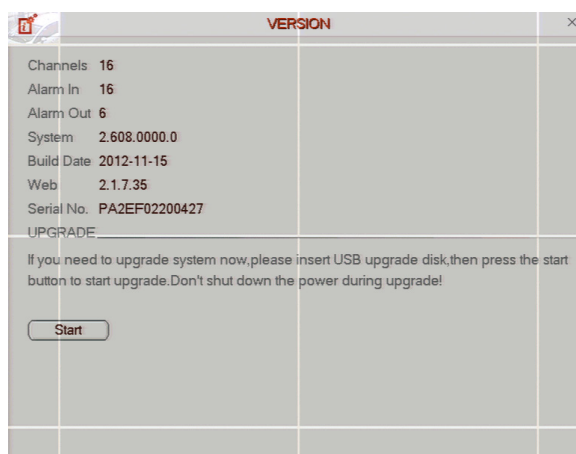 VERSION
Channels 16
Alarm In 16
Alarm Out 6
System 2.608.0000.0
Build Date 2012-11-15
Web 2.1.7.35
Serial No. PA2EF02200427
UPGRADE
If you need to upgrade system now,please insert USB upgrade disk,then press the start
button to start upgrade.Don't shut down the power during upgrade!
Start